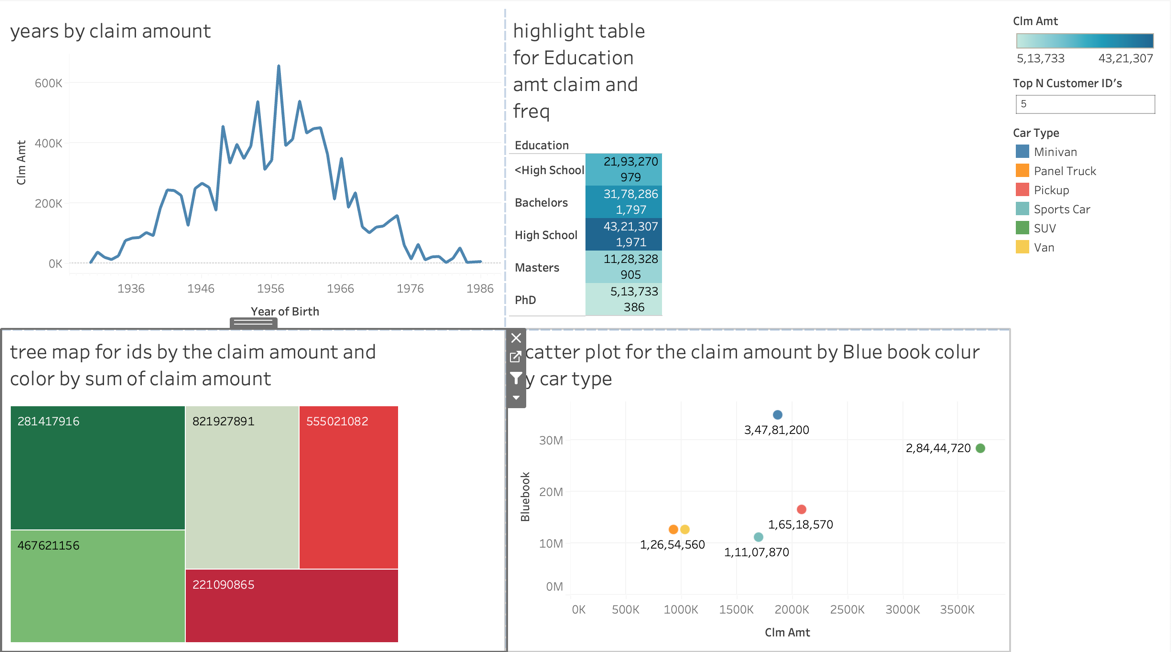 years by claim amount
600K
400K
200K
0K
Clm Amt
1936 1946 1956 1966 1976 1986
Year of Birth
highlight table
for Education
amt claim and
freq
Education
<High School 21,93,270
979
Bachelors 31,78,286
1,797
High School 43,21,307
1,971
Masters 11,28,328
905
PhD 5,13,733
386
Clm Amt
5,13,733 43,21,307
Top N Customer ID's
5
Car Type
Minivan
Panel Truck
Pickup
Sports Car
SUV
Van
tree map for ids by the claim amount and
color by sum of claim amount
281417916
821927891
555021082
467621156
221090865
catter plot for the claim amount by Blue book colur
y car type
30M
20M
10M
0M
Bluebook
3,47,81,200
2,84,44,720
1,65,18,570
1,26,54,560
1,11,07,870
0K 500K 1000K 1500K 2000K 2500K 3000K 3500K
Clm Amt